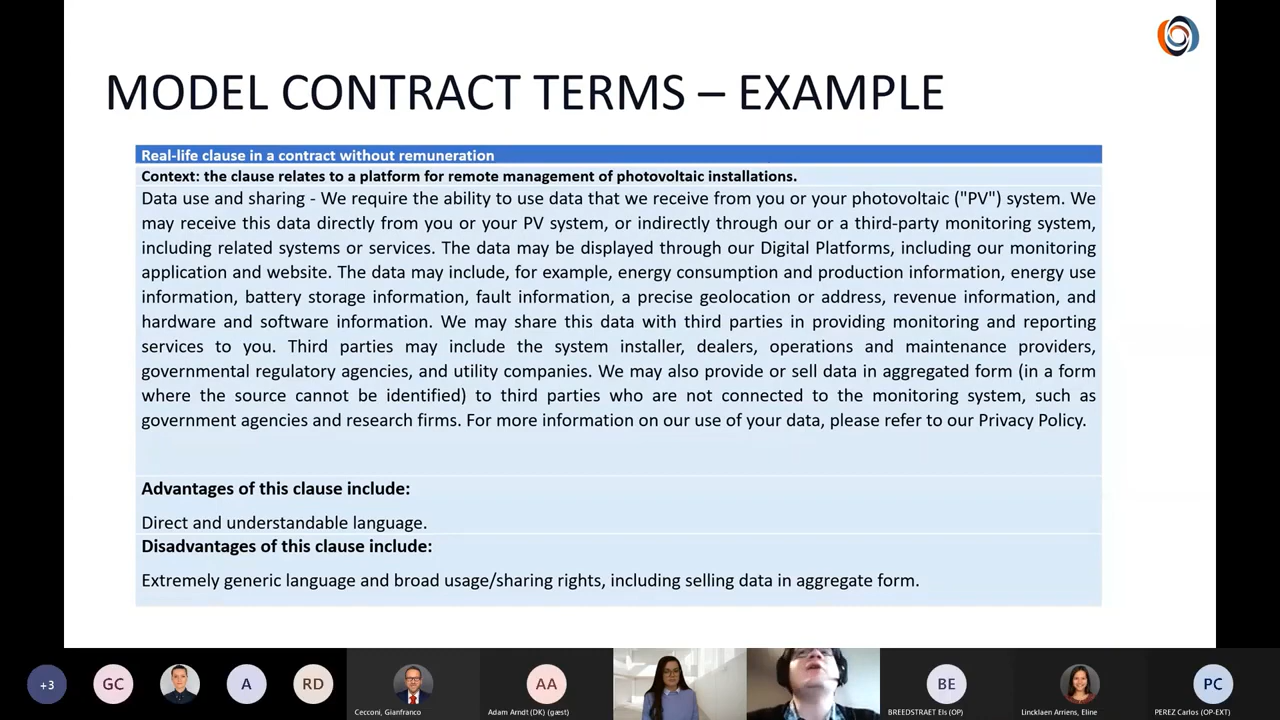 MODEL CONTRACT TERMS – EXAMPLE
Real-life clause in a contract without remuneration
Context: the clause relates to a platform for remote management of photovoltaic installations.
Data use and sharing - We require the ability to use data that we receive from you or your photovoltaic ("PV") system. We
may receive this data directly from you or your PV system, or indirectly through our or a third-party monitoring system,
including related systems or services. The data may be displayed through our Digital Platforms, including our monitoring
application and website. The data may include, for example, energy consumption and production information, energy use
information, battery storage information, fault information, a precise geolocation or address, revenue information, and
hardware and software information. We may share this data with third parties in providing monitoring and reporting
services to you. Third parties may include the system installer, dealers, operations and maintenance providers,
governmental regulatory agencies, and utility companies. We may also provide or sell data in aggregated form (in a form
where the source cannot be identified) to third parties who are not connected to the monitoring system, such as
government agencies and research firms. For more information on our use of your data, please refer to our Privacy Policy.
Advantages of this clause include:
Direct and understandable language.
Disadvantages of this clause include:
Extremely generic language and broad usage/sharing rights, including selling data in aggregate form.
+3
GC
A
RD
AA
BE
PC
Cecconi, Gianfranco
Adam Arndt (DK) (gæst)
BREEDSTRAET Els (OP)
Lincklaen Arriens, Eline
PEREZ Carlos (OP-EXT)